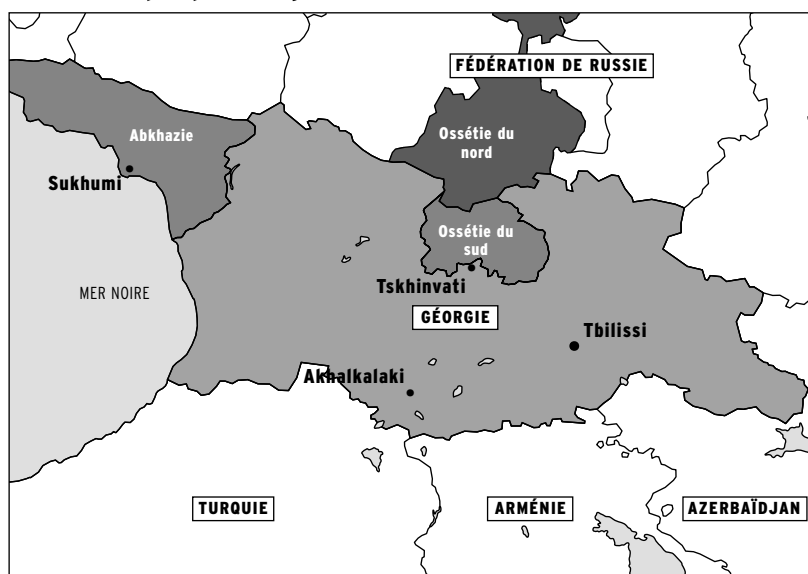 FÉDÉRATION DE RUSSIE
Abkhazie
Ossétie du
nord
Sukhumi
Ossétie du
sud
Tskhinvati
MER NOIRE
GÉORGIE
Tbilissi
Akhalkalaki
TURQUIE
ARMÉNIE
AZERBAÏDJAN